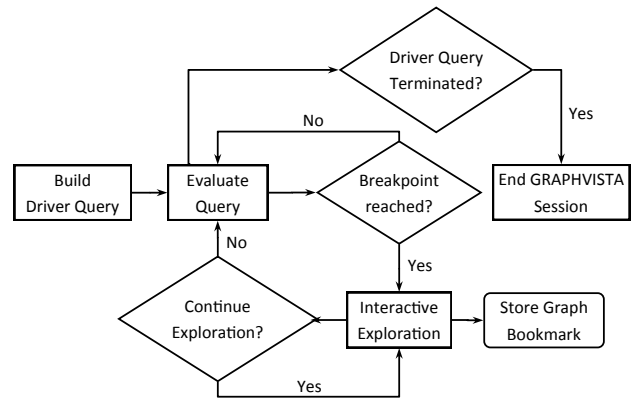 Driver Query
Terminated?
Yes
No
Build
Driver Query
Evaluate
Query
Breakpoint
reached?
End GRAPHVISTA
Session
No
Yes
Continue
Exploration?
Interactive
Exploration
Store Graph
Bookmark
Yes